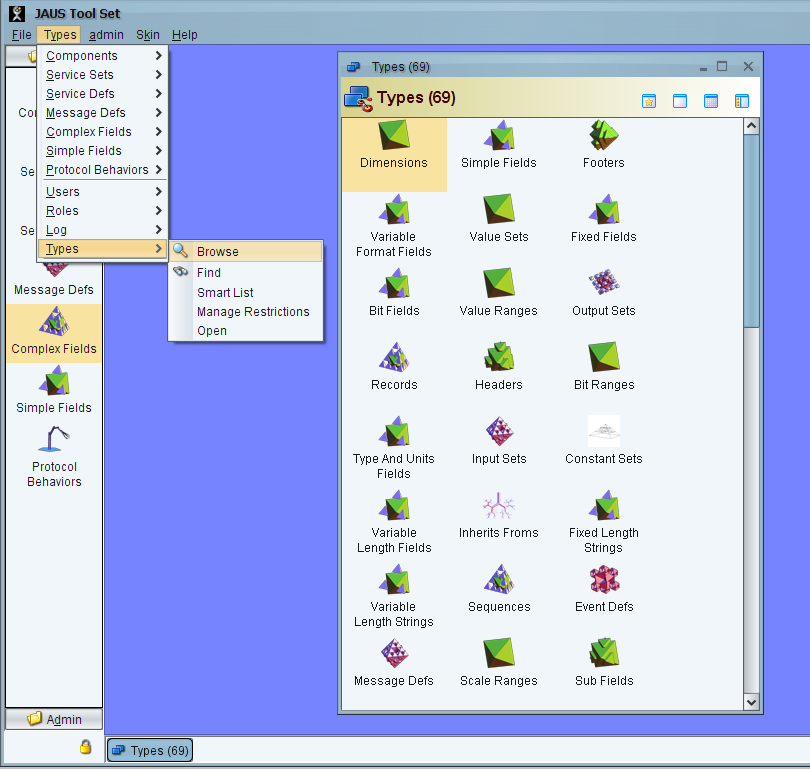 JAUS Tool Set
File Types admin Skin Help
Components
Service Sets
Service Defs
Message Defs
Complex Fields
Simple Fields
Protocol Behaviors
Users
Roles
Log
Types
Browse
Find
Smart List
Manage Restrictions
Open
Co
Se
Se
Message Defs
Complex Fields
Simple Fields
Protocol
Behaviors
Admin
Types (69)
Types (69)
Dimensions Simple Fields Footers
Variable
Format Fields
Value Sets
Fixed Fields
Bit Fields Value Ranges Output Sets
Records Headers Bit Ranges
Type And Units
Fields
Input Sets
Constant Sets
Variable
Length Fields
Inherits Froms
Fixed Length
Strings
Variable
Length Strings
Sequences
Event Defs
Message Defs Scale Ranges Sub Fields
Types (69)